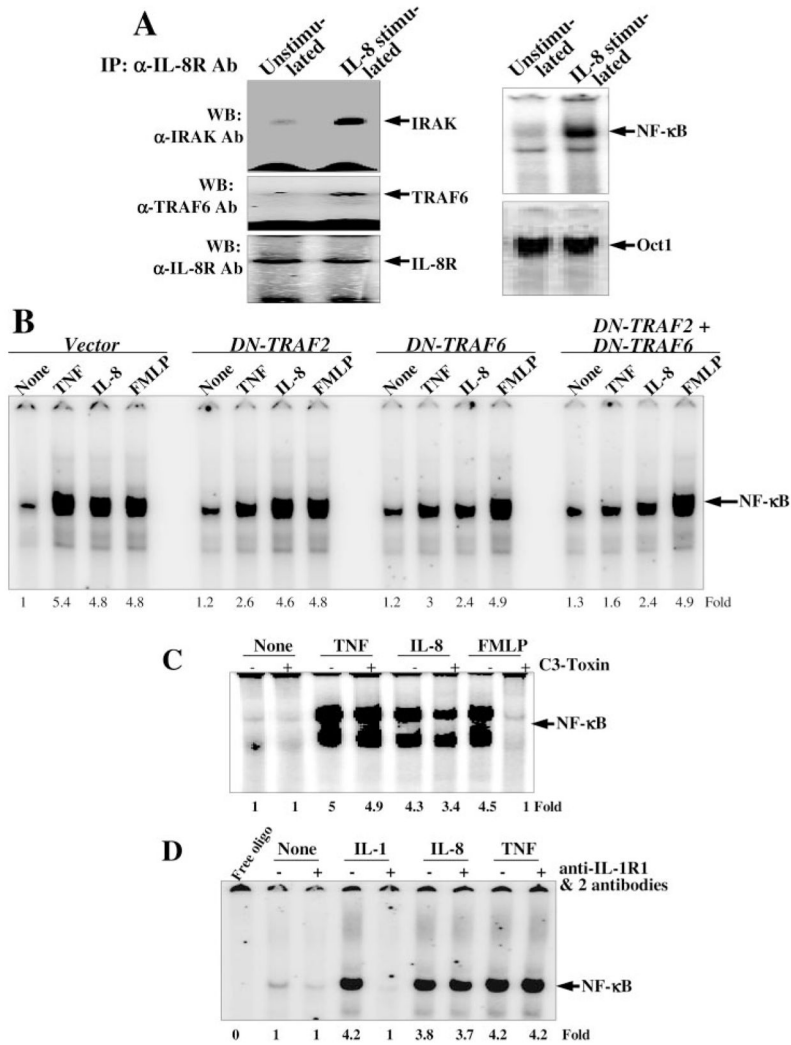 A
IP: α-IL-8R Ab
Unstimu-
lated
IL-8 stimu-
lated
WB:
α-IRAK Ab
IRAK
WB:
α-TRAF6 Ab
TRAF6
WB:
α-IL-8R Ab
IL-8R
Unstimu-
lated
IL-8 stimu-
lated
NF-κB
Oct1
B
Vector
DN-TRAF2
DN-TRAF6
DN-TRAF2 +
DN-TRAF6
None TNF IL-8 FMLP None TNF IL-8 FMLP None TNF IL-8 FMLP None TNF IL-8 FMLP
NF-κB
1 5.4 4.8 4.8 1.2 2.6 4.6 4.8 1.2 3 2.4 4.9 1.3 1.6 2.4 4.9 Fold
C
None TNF IL-8 FMLP
- + - + - + - + C3-Toxin
NF-κB
1 1 5 4.9 4.3 3.4 4.5 1 Fold
D
Free oligo
None IL-1 IL-8 TNF
- + - + - + - + anti-IL-1R1
& 2 antibodies
NF-κB
0 1 1 4.2 1 3.8 3.7 4.2 4.2 Fold